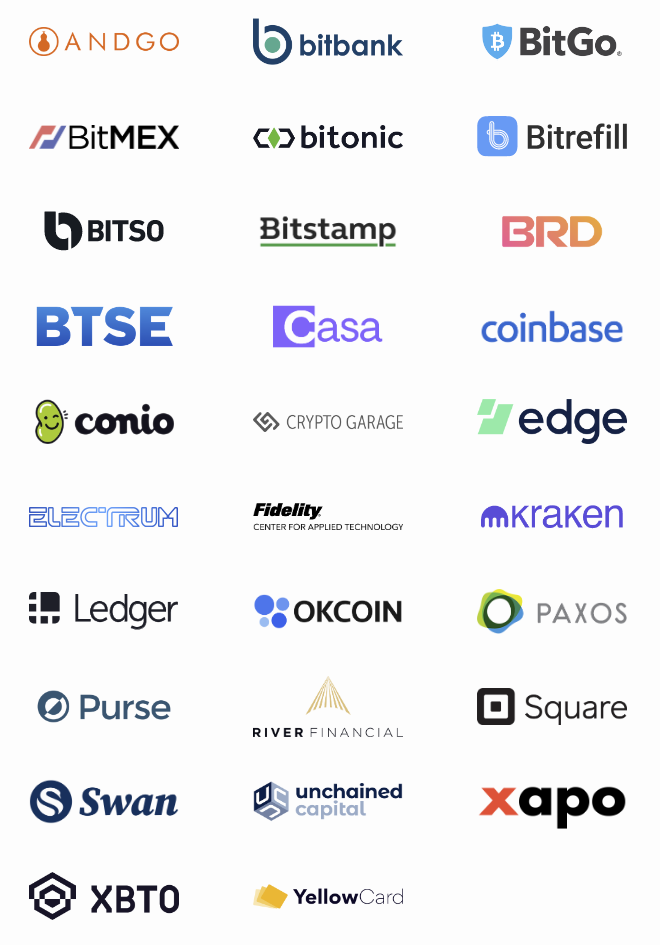 ANDGO
bitbank
BitGo®
BitMEX
bitonic
Bitrefill
BITSO
Bitstamp
BRD
BTSE
Casa
coinbase
conio
CRYPTO GARAGE
edge
ELECTRUM
Fidelity
CENTER FOR APPLIED TECHNOLOGY
kraken
Ledger
OKCOIN
PAXOS
Purse
RIVER FINANCIAL
Square
Swan
unchained
capital
xapo
XBTO
YellowCard